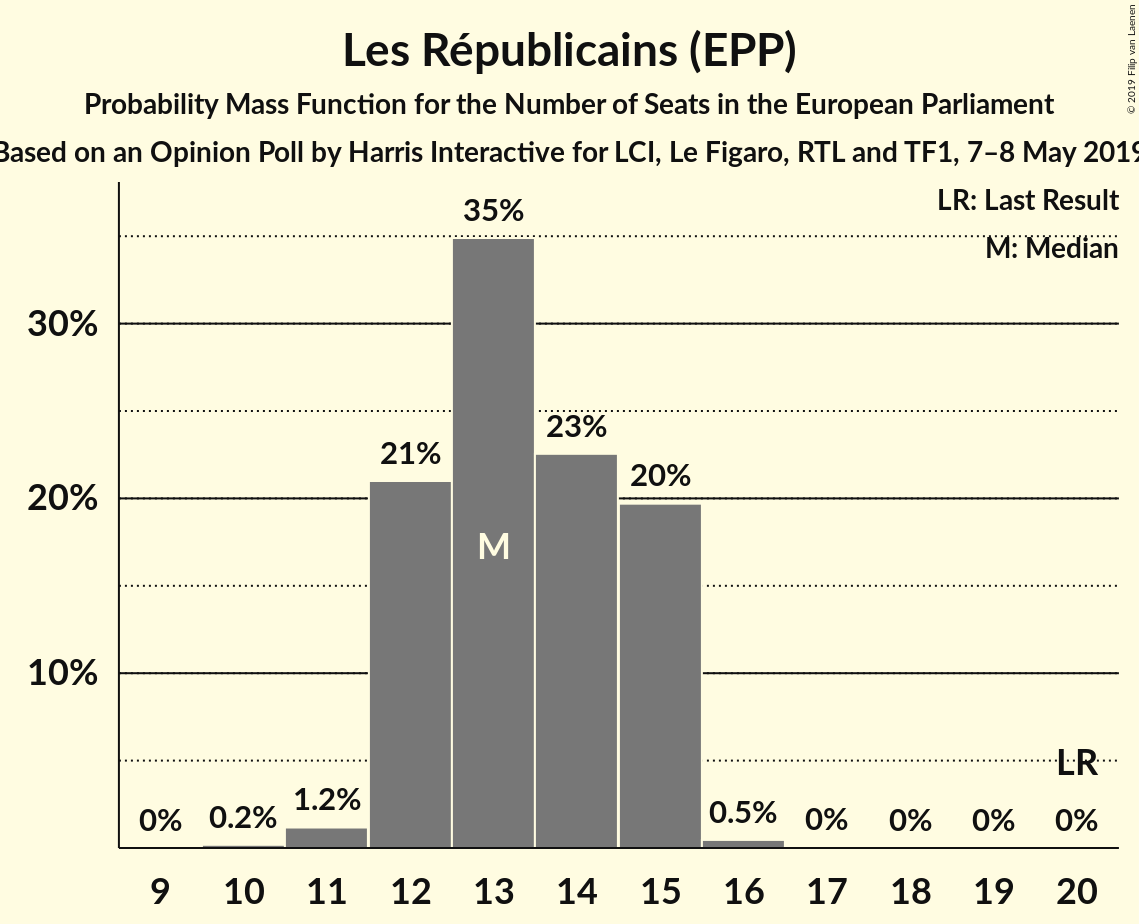 © 2019 Filip van Laenen
Les Républicains (EPP)
Probability Mass Function for the Number of Seats in the European Parliament
Based on an Opinion Poll by Harris Interactive for LCI, Le Figaro, RTL and TF1, 7–8 May 2019
LR: Last Result
M: Median
35%
30%
23%
21%
20%
20%
M
10%
LR
0%
0.2%
1.2%
0.5%
0%
0%
0%
0%
9 10 11 12 13 14 15 16 17 18 19 20